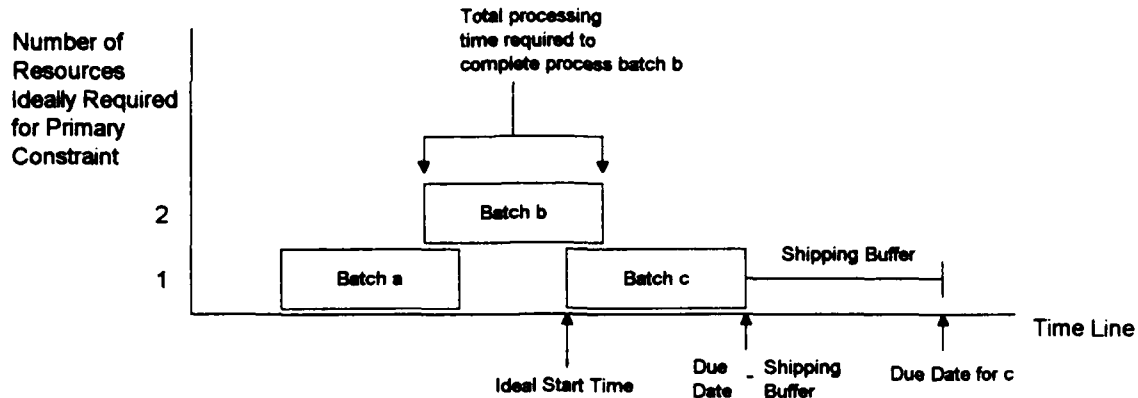 Total processing
time required to
complete process batch b
Number of
Resources
Ideally Required
for Primary
Constraint
2
Batch b
1
Batch a
Batch c
Shipping Buffer
Time Line
Ideal Start Time
Due Date - Shipping Buffer
Due Date for c